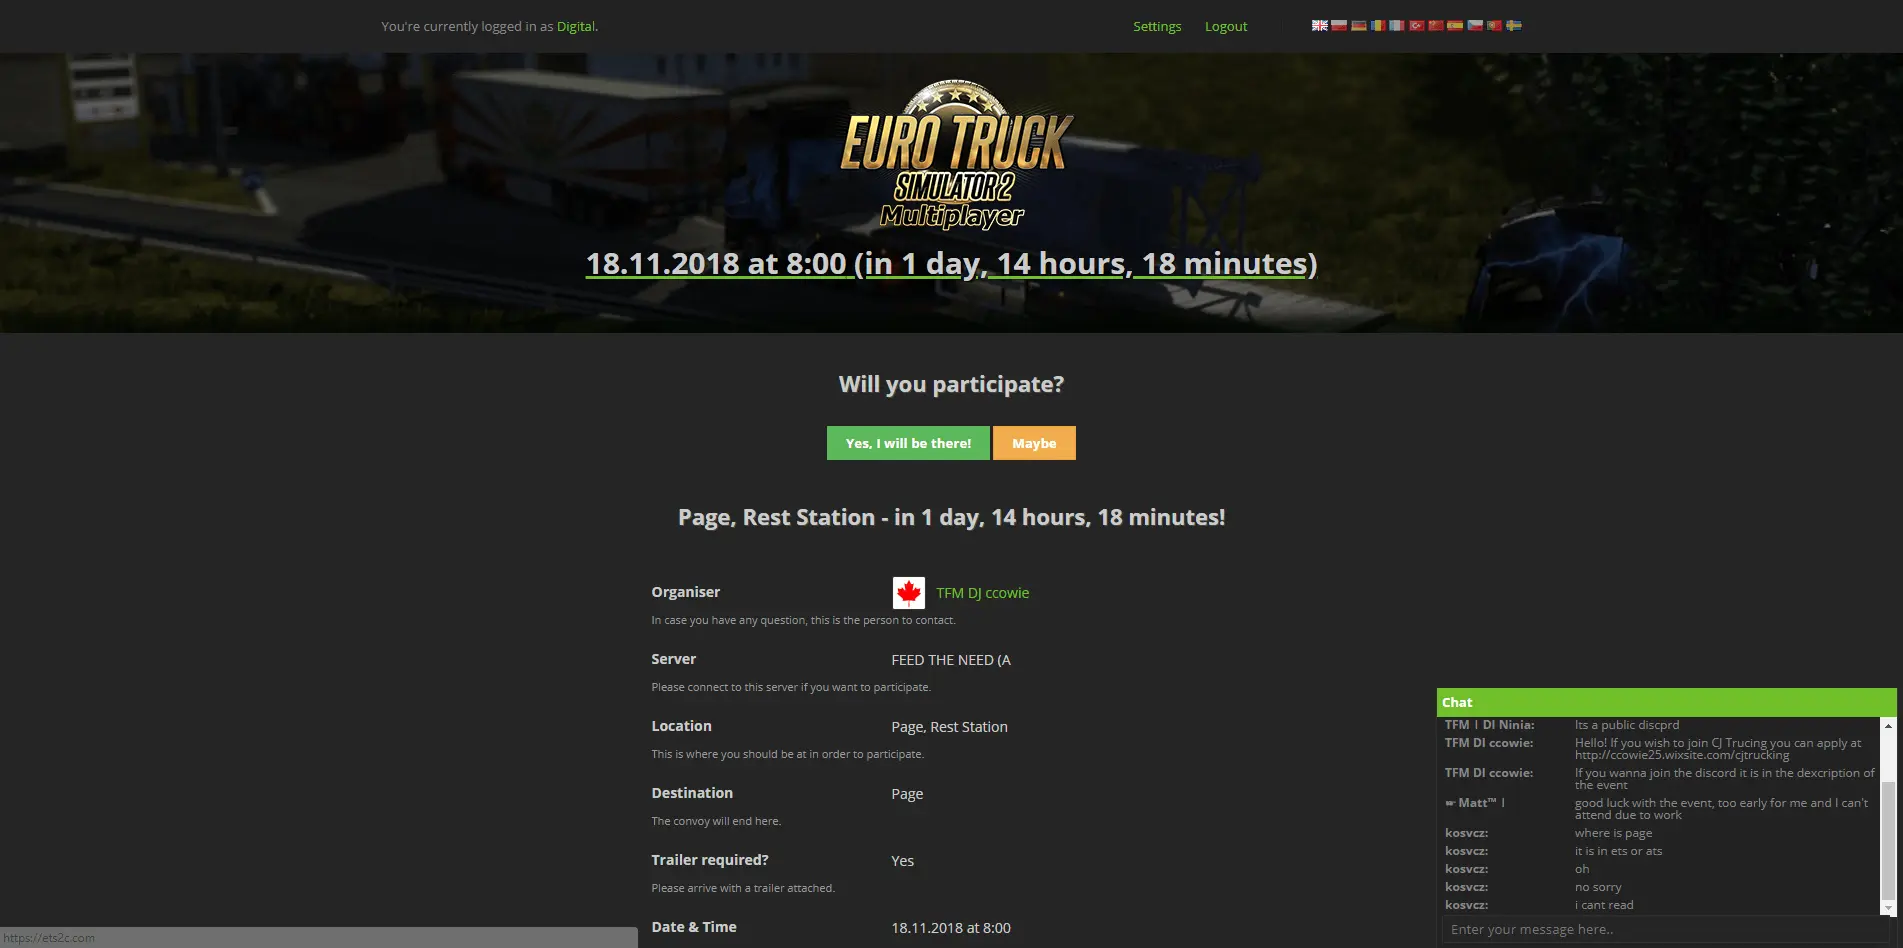 You're currently logged in as Digital.
Settings Logout
EURO TRUCK
SIMULATOR 2
Multiplayer
18.11.2018 at 8:00 (in 1 day, 14 hours, 18 minutes)
Will you participate?
Yes, I will be there! Maybe
Page, Rest Station - in 1 day, 14 hours, 18 minutes!
Organiser TFM DJ ccowie
In case you have any question, this is the person to contact.
Server FEED THE NEED (A
Please connect to this server if you want to participate.
Location Page, Rest Station
This is where you should be at in order to participate.
Destination Page
The convoy will end here.
Trailer required? Yes
Please arrive with a trailer attached.
Date & Time 18.11.2018 at 8:00
Chat
TFM | DJ Ninja: Its a public discprd
TFM DJ ccowie: Hello! If you wish to join CJ Trucing you can apply at
http://ccowie25.wixsite.com/cjtrucking
TFM DJ ccowie: If you wanna join the discord it is in the dexcription of
the event
☛ Matt™ | good luck with the event, too early for me and I can't
attend due to work
kosvcz: where is page
kosvcz: it is in ets or ats
kosvcz: oh
kosvcz: no sorry
kosvcz: i cant read
Enter your message here..
https://ets2c.com